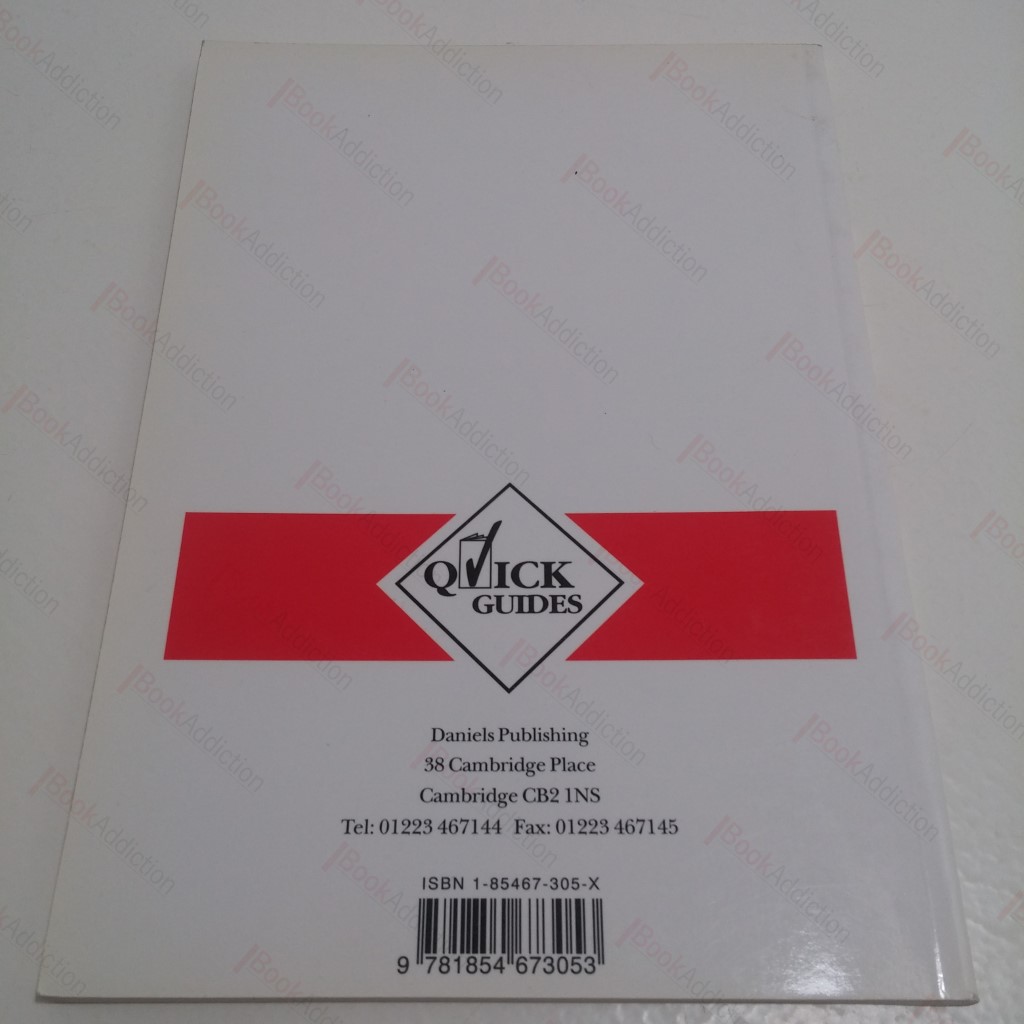 QUICK
GUIDES
Daniels Publishing
38 Cambridge Place
Cambridge CB2 1NS
Tel: 01223 467144 Fax: 01223 467145
ISBN 1-85467-305-X
9 781854 673053
BookAddiction